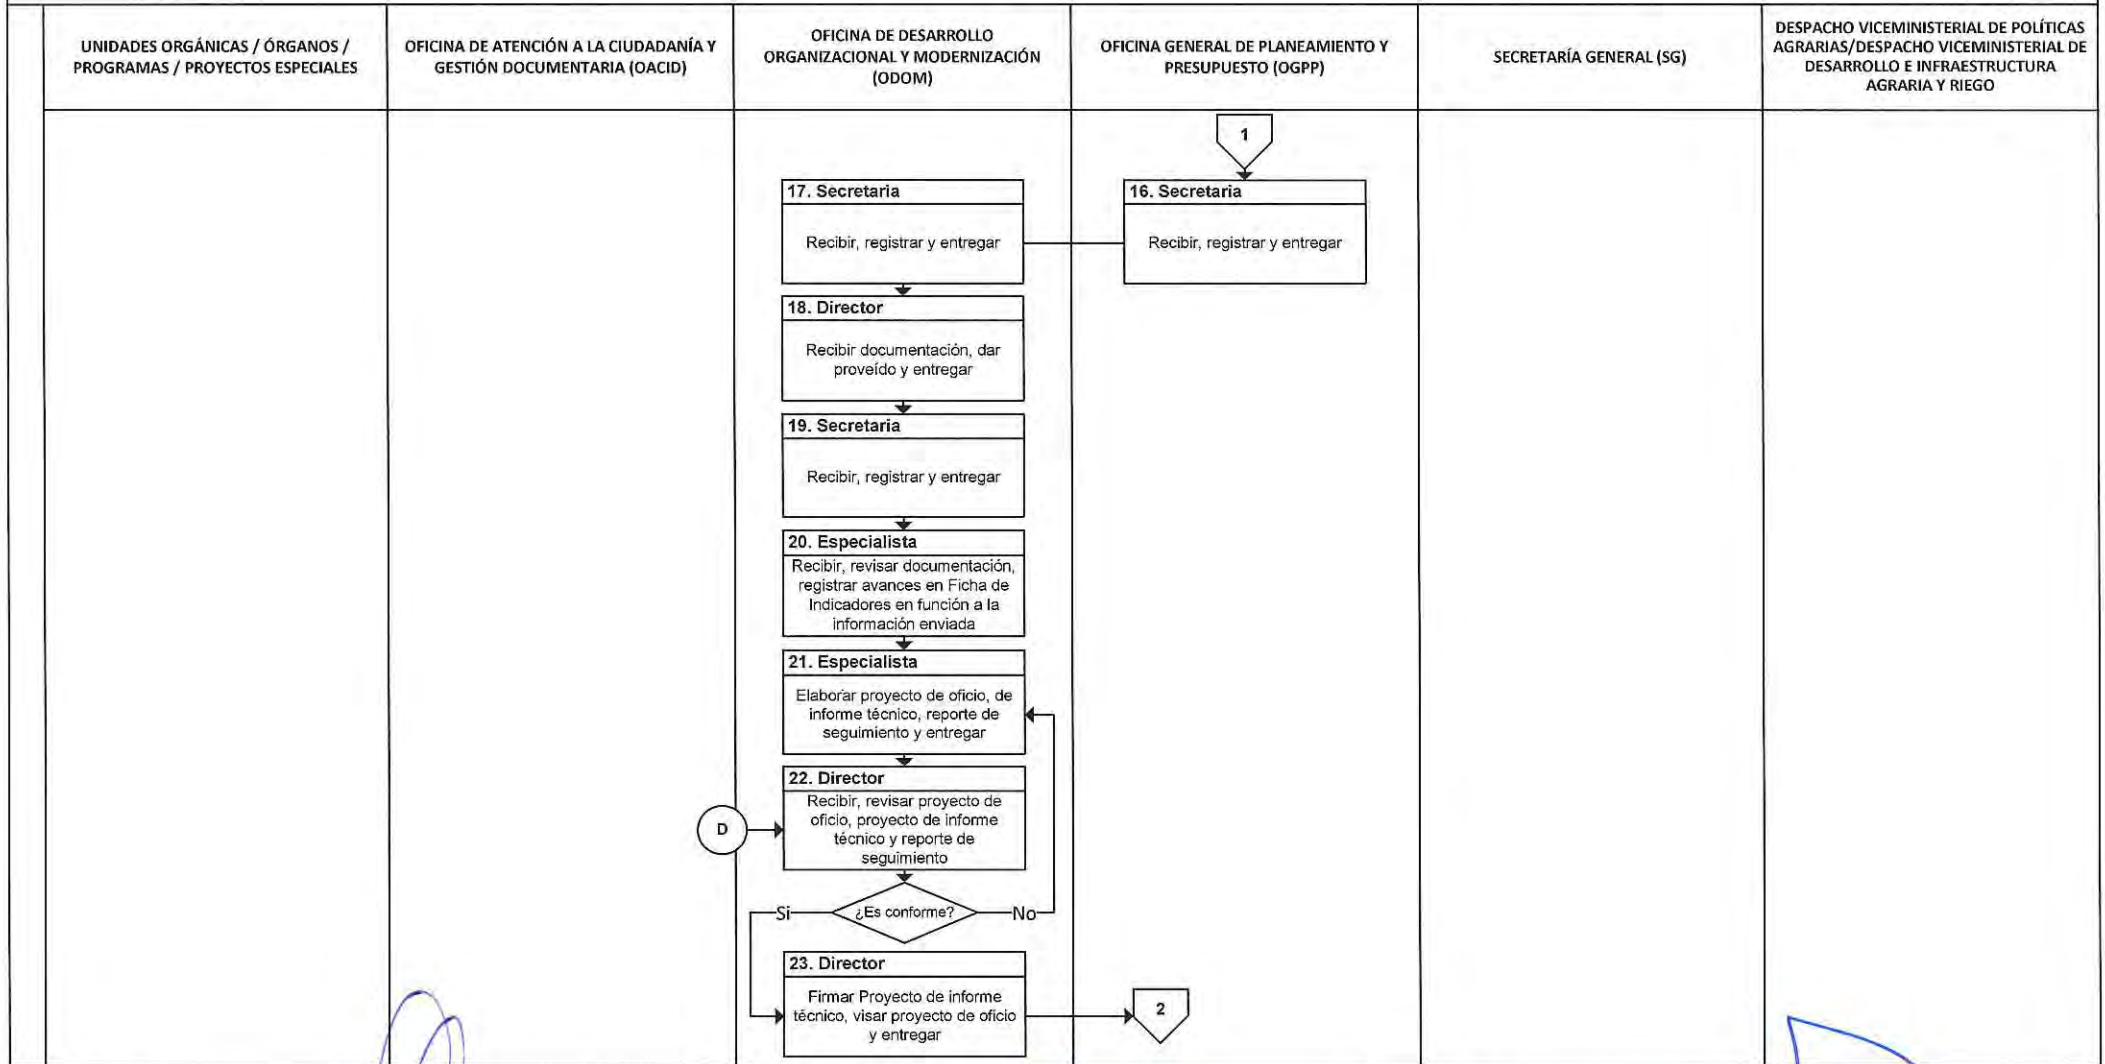 UNIDADES ORGÁNICAS / ÓRGANOS /
PROGRAMAS / PROYECTOS ESPECIALES
OFICINA DE ATENCIÓN A LA CIUDADANÍA Y
GESTIÓN DOCUMENTARIA (OACID)
OFICINA DE DESARROLLO
ORGANIZACIONAL Y MODERNIZACIÓN
(ODOM)
OFICINA GENERAL DE PLANEAMIENTO Y
PRESUPUESTO (OGPP)
SECRETARÍA GENERAL (SG)
DESPACHO VICEMINISTERIAL DE POLÍTICAS
AGRARIAS/DESPACHO VICEMINISTERIAL DE
DESARROLLO E INFRAESTRUCTURA
AGRARIA Y RIEGO
1
16. Secretaria
Recibir, registrar y entregar
17. Secretaria
Recibir, registrar y entregar
18. Director
Recibir documentación, dar
proveído y entregar
19. Secretaria
Recibir, registrar y entregar
20. Especialista
Recibir, revisar documentación,
registrar avances en Ficha de
Indicadores en función a la
información enviada
21. Especialista
Elaborar proyecto de oficio, de
informe técnico, reporte de
seguimiento y entregar
22. Director
Recibir, revisar proyecto de
oficio, proyecto de informe
técnico y reporte de
seguimiento
D
¿Es conforme?
Si
No
23. Director
Firmar Proyecto de informe
técnico, visar proyecto de oficio
y entregar
2